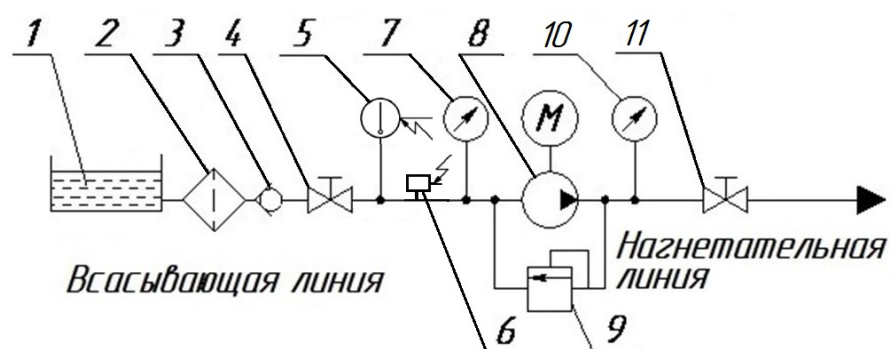 1 2 3 4 5 7 8 10 11
М
Всасывающая линия
Нагнетательная
линия
6 9